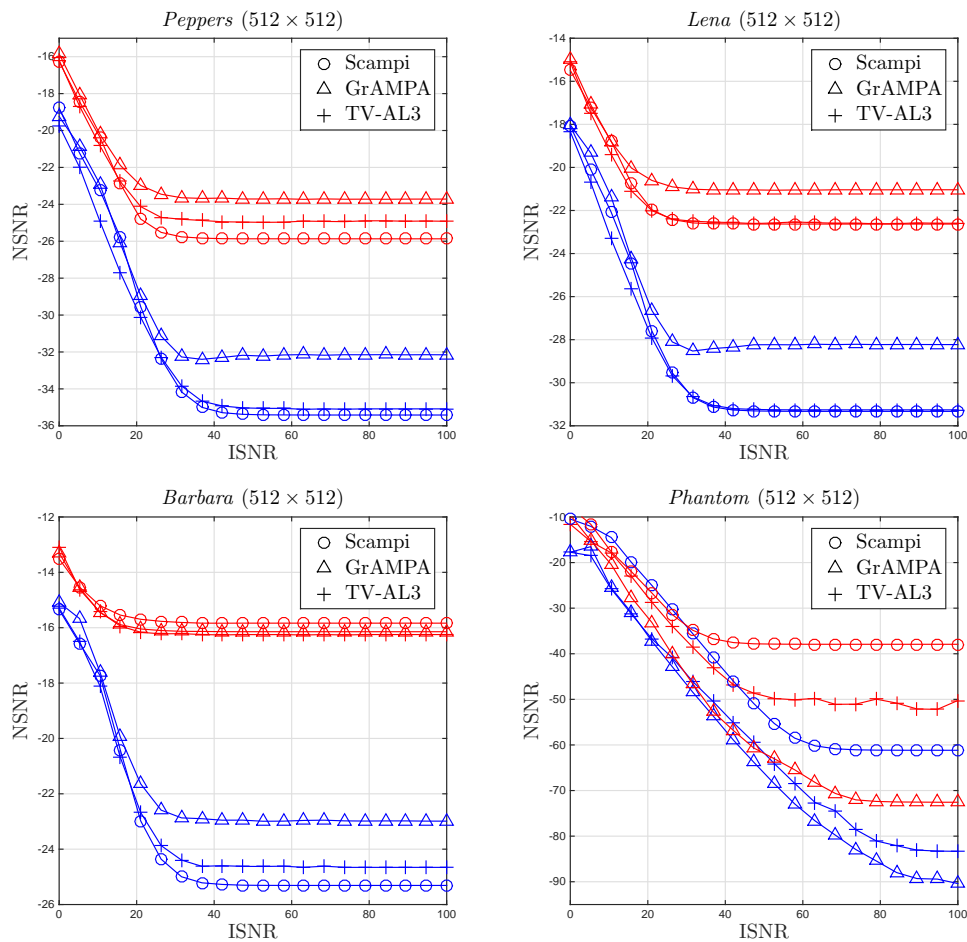 Peppers (512 × 512)
Scampi
GrAMPA
TV-AL3
NSNR
-16
-18
-20
-22
-24
-26
-28
-30
-32
-34
-36
0 20 40 60 80 100
ISNR
Lena (512 × 512)
Scampi
GrAMPA
TV-AL3
NSNR
-14
-16
-18
-20
-22
-24
-26
-28
-30
-32
0 20 40 60 80 100
ISNR
Barbara (512 × 512)
Scampi
GrAMPA
TV-AL3
NSNR
-12
-14
-16
-18
-20
-22
-24
-26
0 20 40 60 80 100
ISNR
Phantom (512 × 512)
Scampi
GrAMPA
TV-AL3
NSNR
-10
-20
-30
-40
-50
-60
-70
-80
-90
0 20 40 60 80 100
ISNR